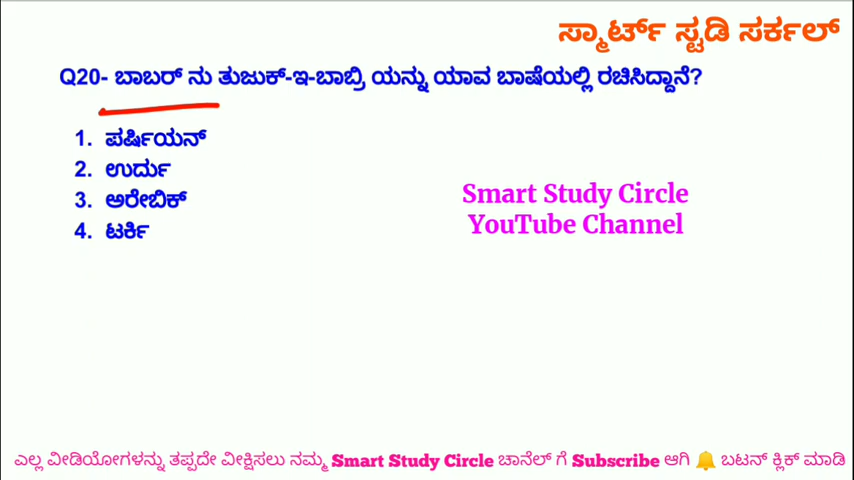 ಸ್ಮಾರ್ಟ್ ಸ್ಟಡಿ ಸರ್ಕಲ್
Q20- ಬಾಬರ್ ನು ತುಜುಕ್-ಇ-ಬಾಬ್ರಿ ಯನ್ನು ಯಾವ ಬಾಷೆಯಲ್ಲಿ ರಚಿಸಿದ್ದಾನೆ?
1. ಪರ್ಷಿಯನ್
2. ಉರ್ದು
3. ಅರೇಬಿಕ್
4. ಟರ್ಕಿ
Smart Study Circle
YouTube Channel
ಎಲ್ಲ ವೀಡಿಯೋಗಳನ್ನು ತಪ್ಪದೇ ವೀಕ್ಷಿಸಲು ನಮ್ಮ Smart Study Circle ಚಾನೆಲ್ ಗೆ Subscribe ಆಗಿ 🔔 ಬಟನ್ ಕ್ಲಿಕ್ ಮಾಡಿ